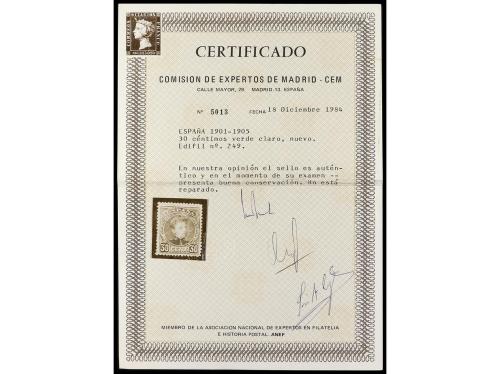 CERTIFICADO
COMISION DE EXPERTOS DE MADRID - CEM
CALLE MAYOR, 29 MADRID-13, ESPAÑA
Nº 5013 FECHA 18 Diciembre 1984
ESPAÑA 1901-1905
30 céntimos verde claro, nuevo.
Edifil nº. 249.
En nuestra opinión el sello es autén-
tico y en el momento de su examen --
presenta buena conservación. No está
reparado.
30 30
MIEMBRO DE LA ASOCIACION NACIONAL DE EXPERTOS EN FILATELIA
E HISTORIA POSTAL. ANEF